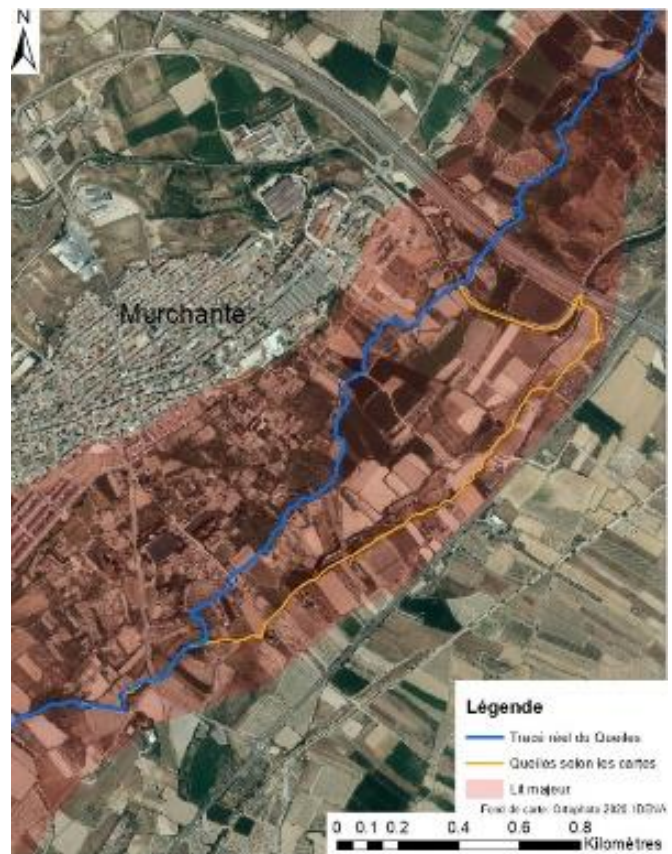 N
Murchante
Légende
Tracé réel du Queiles
Queiles selon les cartes
Lit majeur
Fond de carte: Ortophoto 2020 IDENA
0 0.1 0.2 0.4 0.6 0.8
Kilomètres